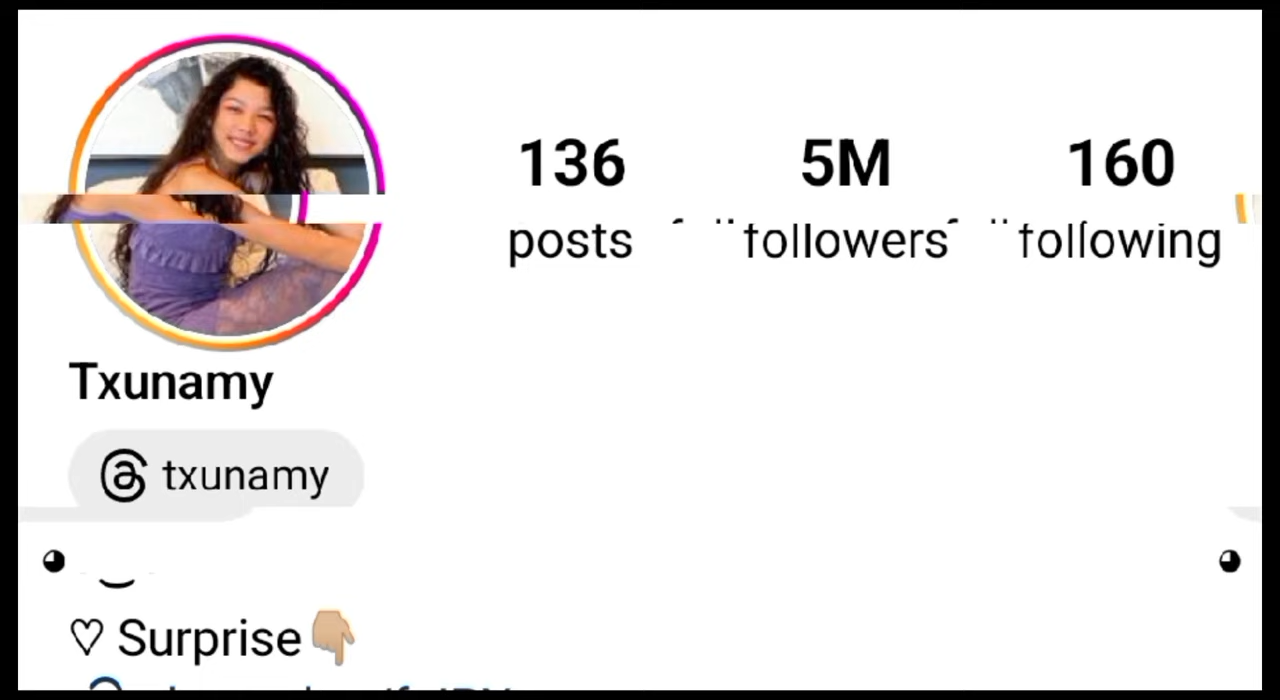 136 5M 160
posts followers following
Txunamy
txunamy
♡ Surprise👇🏼